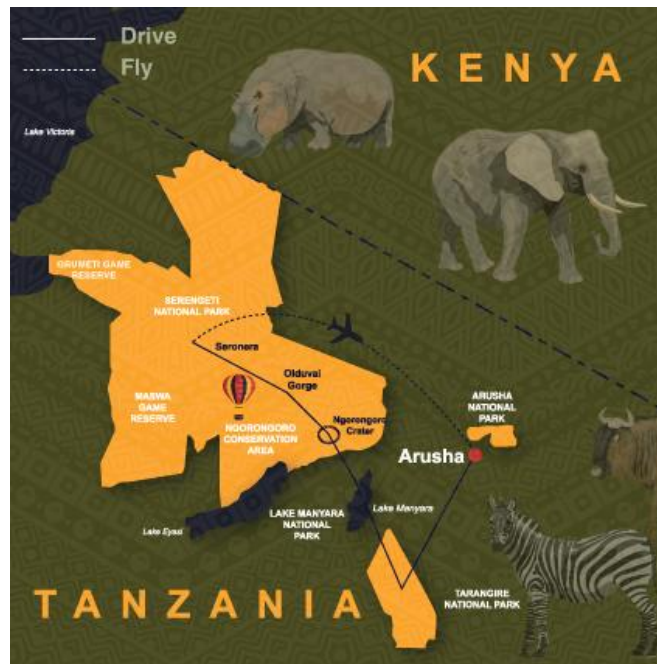 Drive
Fly
KENYA
Lake Victoria
GRUMETI GAME
RESERVE
SERENGETI
NATIONAL PARK
Seronera
Olduvai
Gorge
MASWA
GAME
RESERVE
NGORONGORO
CONSERVATION
AREA
Ngorongoro
Crater
ARUSHA
NATIONAL
PARK
Arusha
LAKE MANYARA
NATIONAL
PARK
Lake Manyara
Lake Eyasi
TARANGIRE
NATIONAL PARK
TANZANIA